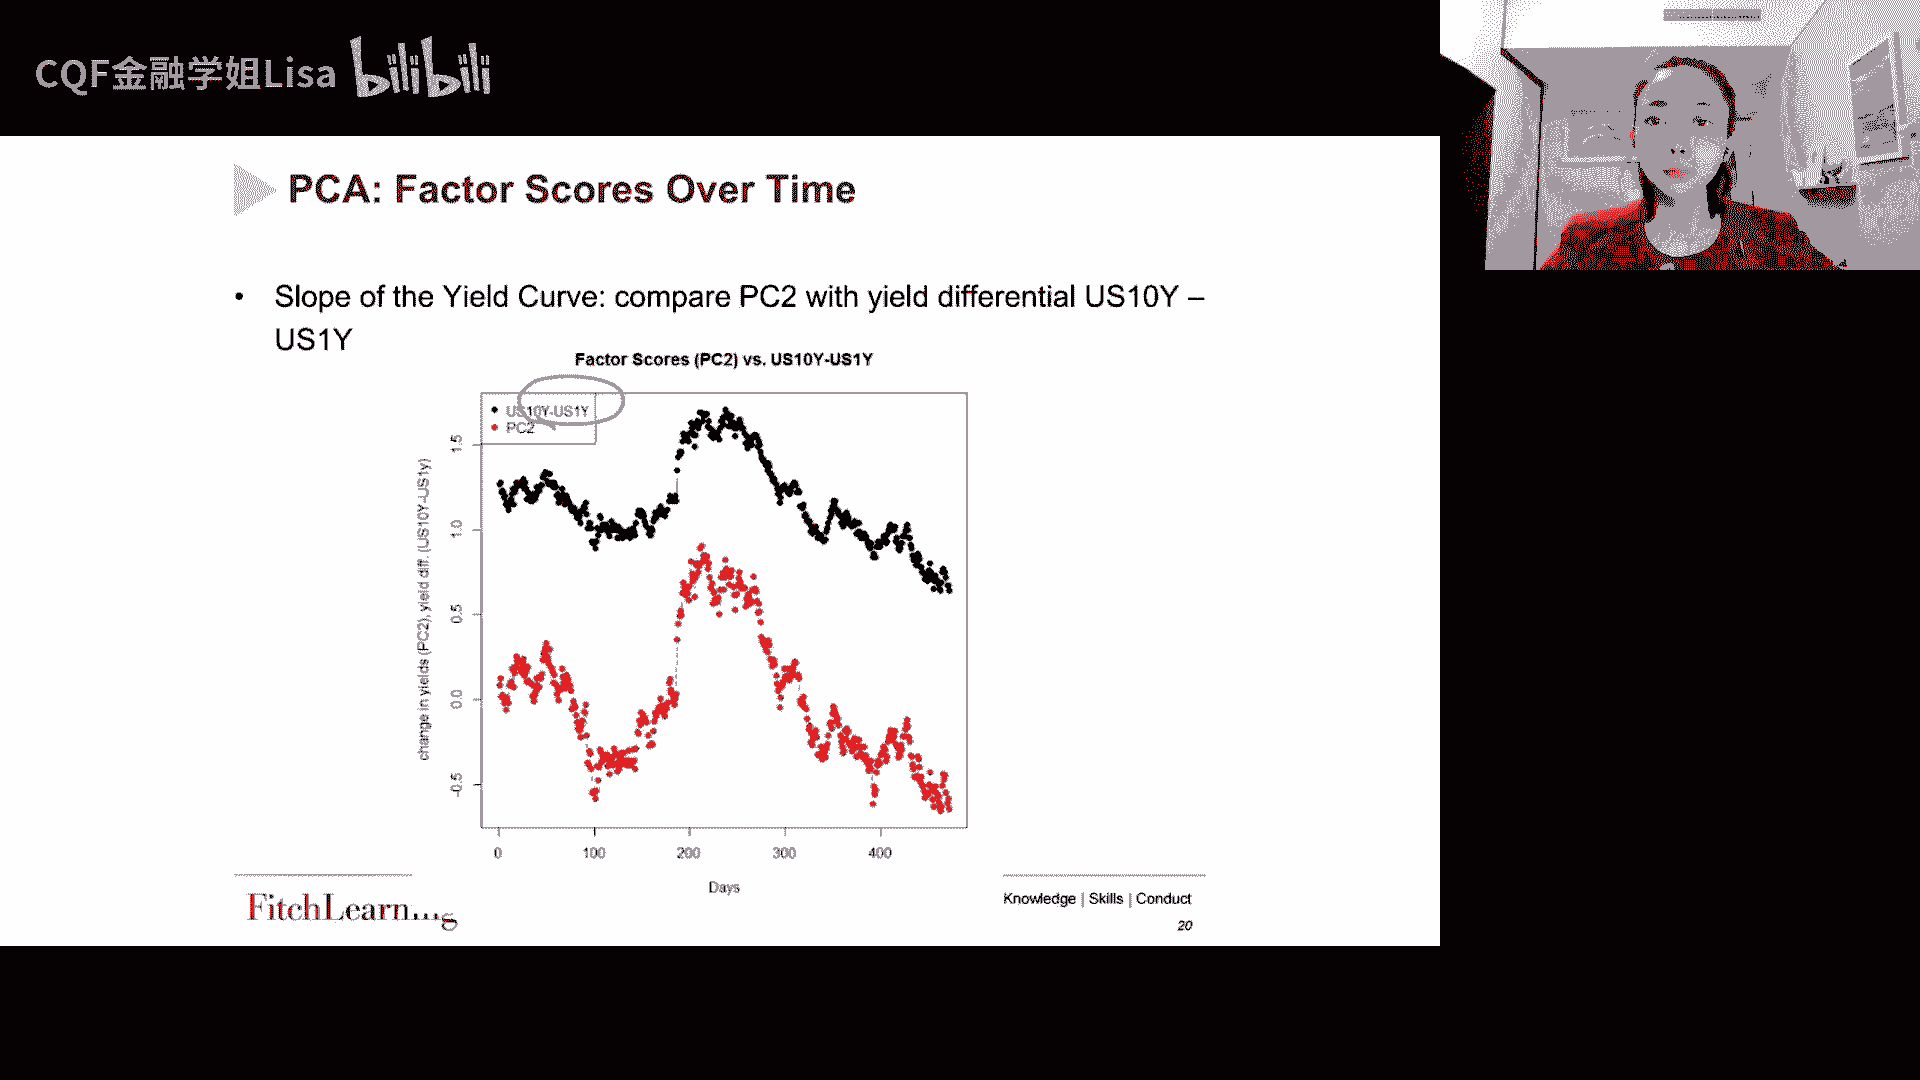 CQF金融学姐Lisa bilibili
PCA: Factor Scores Over Time
• Slope of the Yield Curve: compare PC2 with yield differential US10Y –
US1Y
Factor Scores (PC2) vs. US10Y-US1Y
US10Y-US1Y
PC2
change in yields (PC2), yield diff. (US10Y-US1y)
1.5
1.0
0.5
0.0
-0.5
0 100 200 300 400
Days
FitchLearning
Knowledge | Skills | Conduct
20